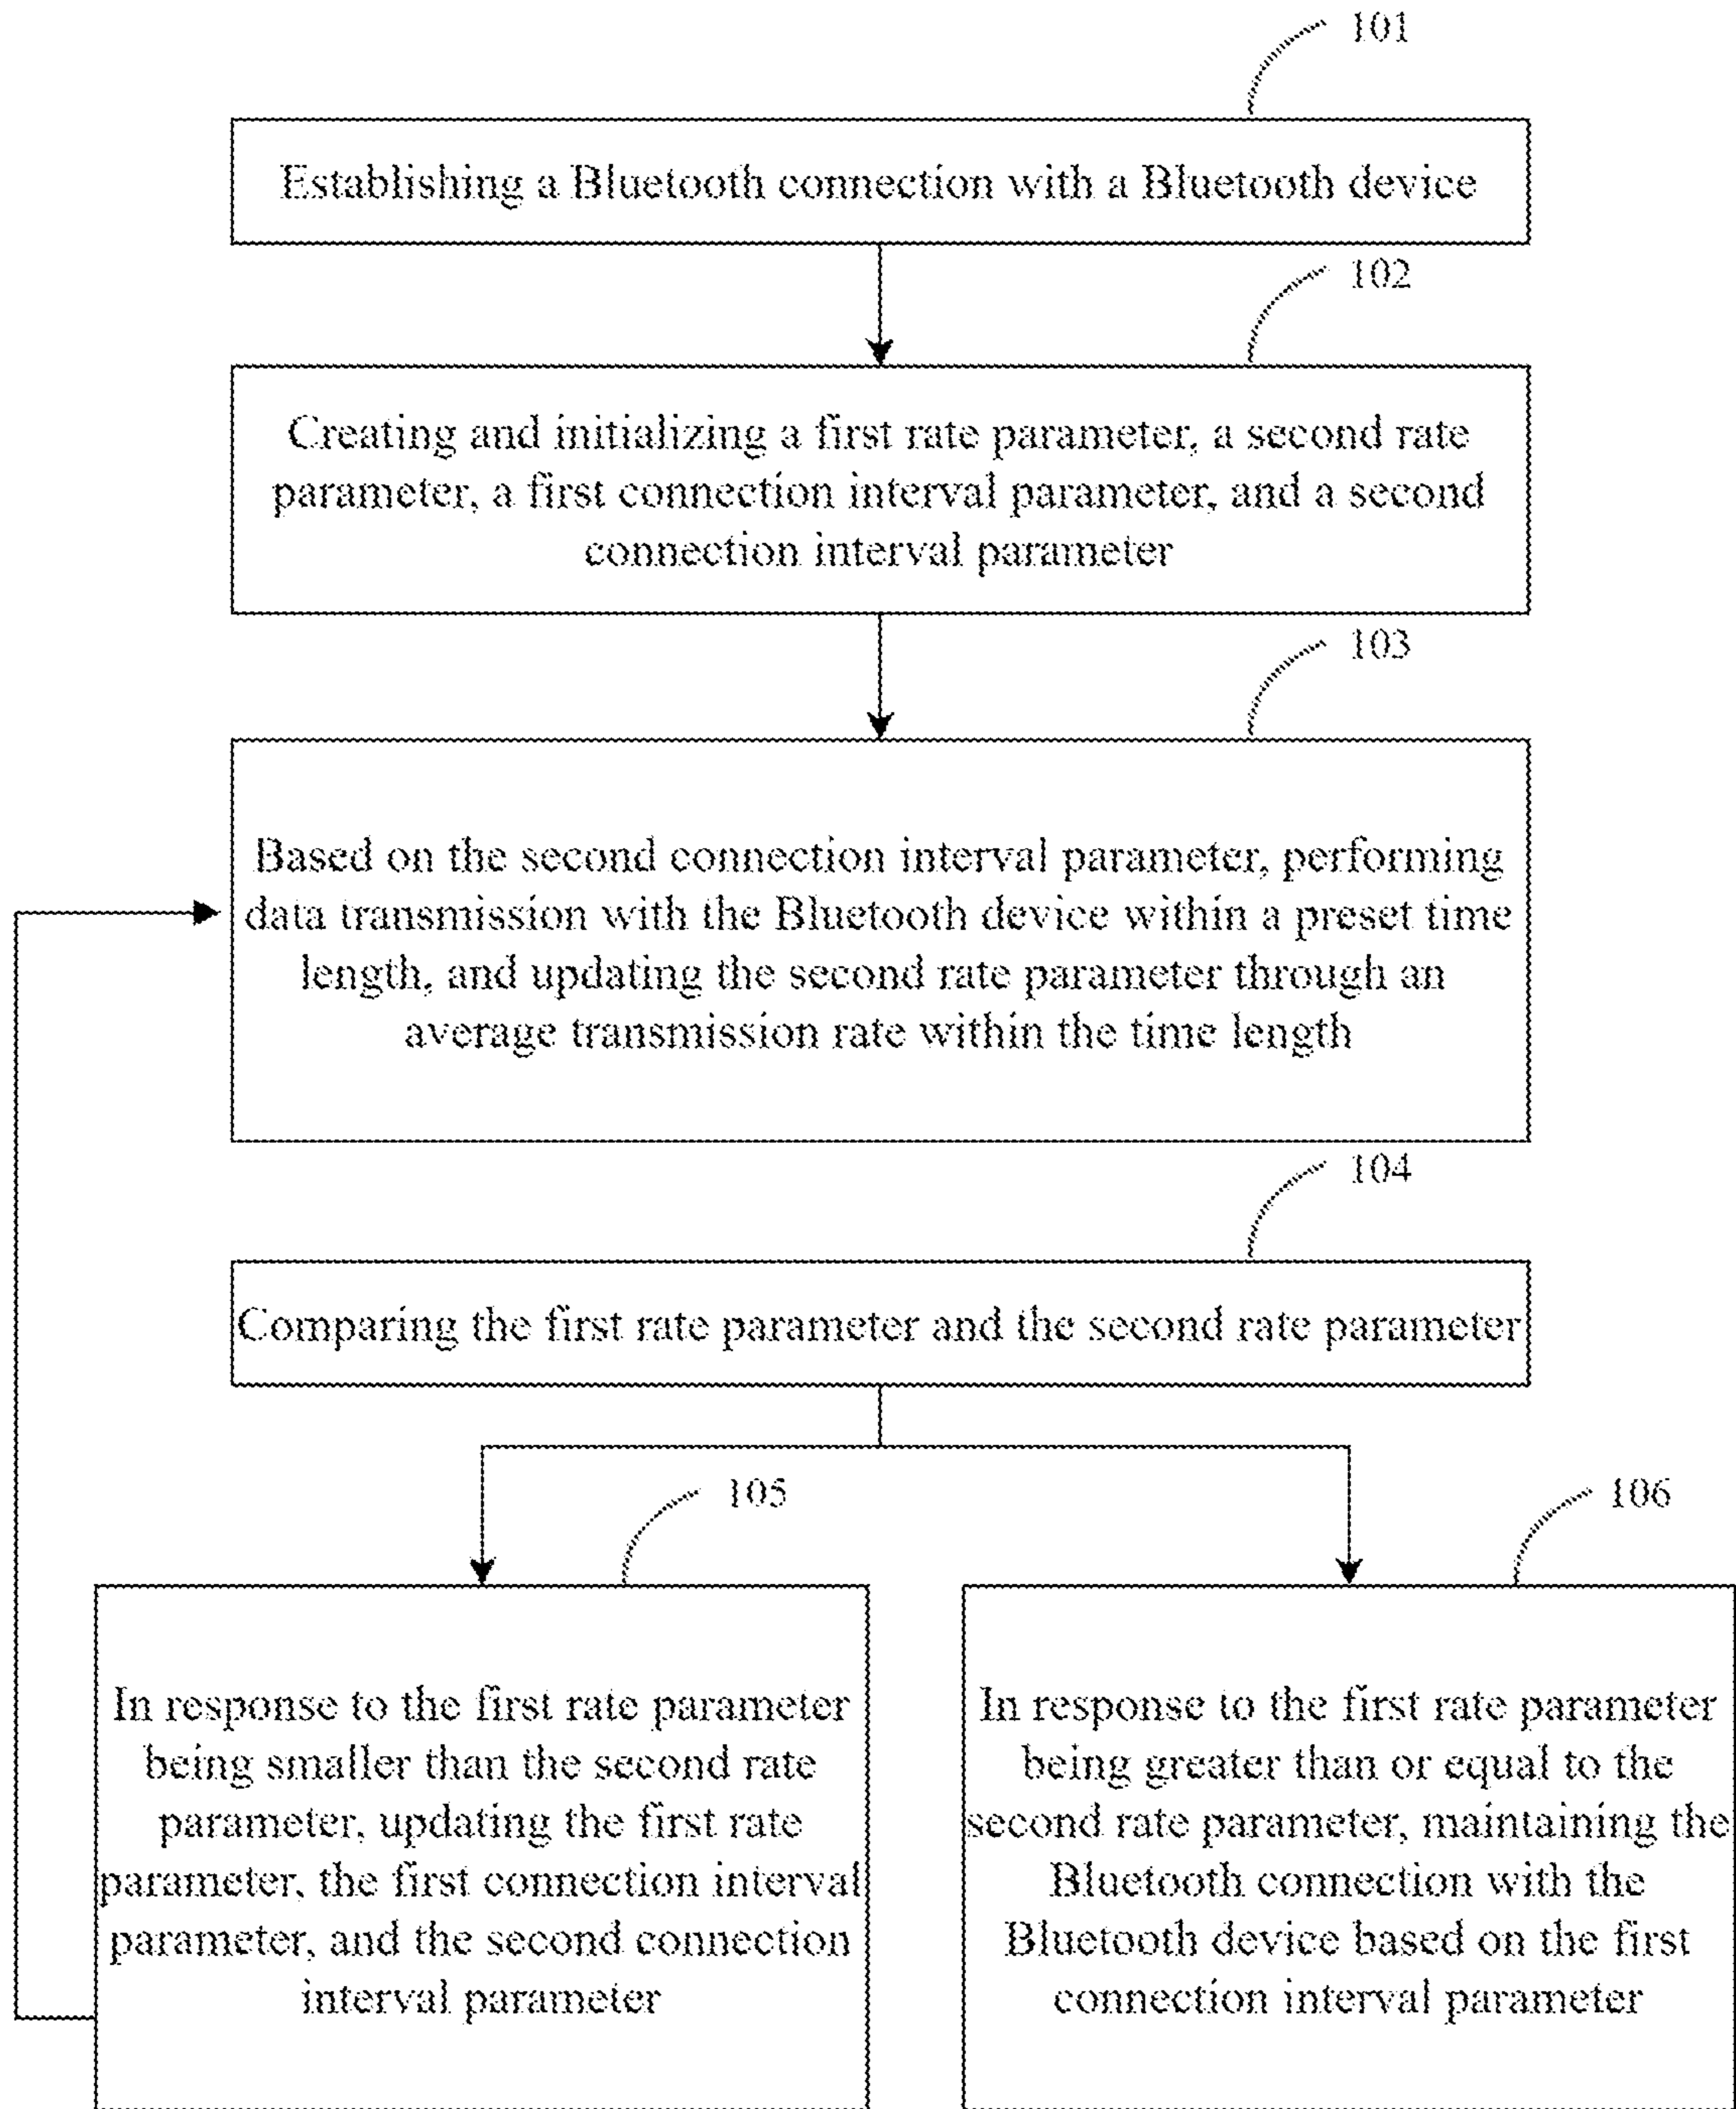 101
Establishing a Bluetooth connection with a Bluetooth device
102
Creating and initializing a first rate parameter, a second rate
parameter, a first connection interval parameter, and a second
connection interval parameter
103
Based on the second connection interval parameter, performing
data transmission with the Bluetooth device within a preset time
length, and updating the second rate parameter through an
average transmission rate within the time length
104
Comparing the first rate parameter and the second rate parameter
105
In response to the first rate parameter
being smaller than the second rate
parameter, updating the first rate
parameter, the first connection interval
parameter, and the second connection
interval parameter
106
In response to the first rate parameter
being greater than or equal to the
second rate parameter, maintaining the
Bluetooth connection with the
Bluetooth device based on the first
connection interval parameter